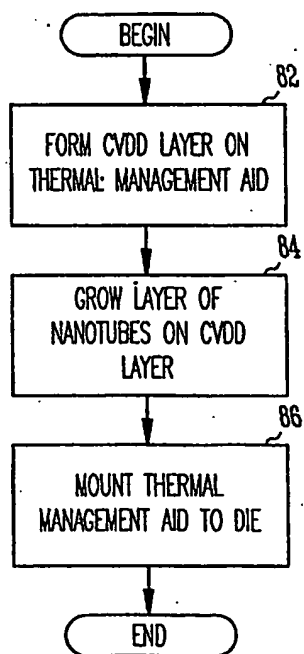 BEGIN
82
FORM CVDD LAYER ON
THERMAL MANAGEMENT AID
84
GROW LAYER OF
NANOTUBES ON CVDD
LAYER
86
MOUNT THERMAL
MANAGEMENT AID TO DIE
END